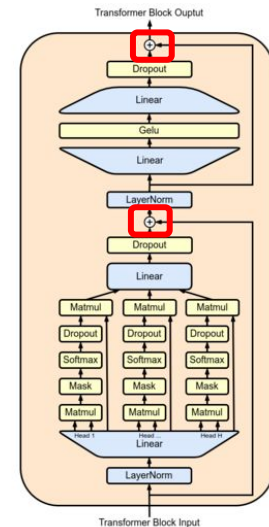 Transformer Block Ouptut
+
Dropout
Linear
Gelu
Linear
LayerNorm
+
Dropout
Linear
Matmul Matmul Matmul
Dropout Dropout Dropout
Softmax Softmax Softmax
Mask Mask Mask
Matmul Matmul Matmul
Head 1 Head ... Head H
Linear
LayerNorm
Transformer Block Input